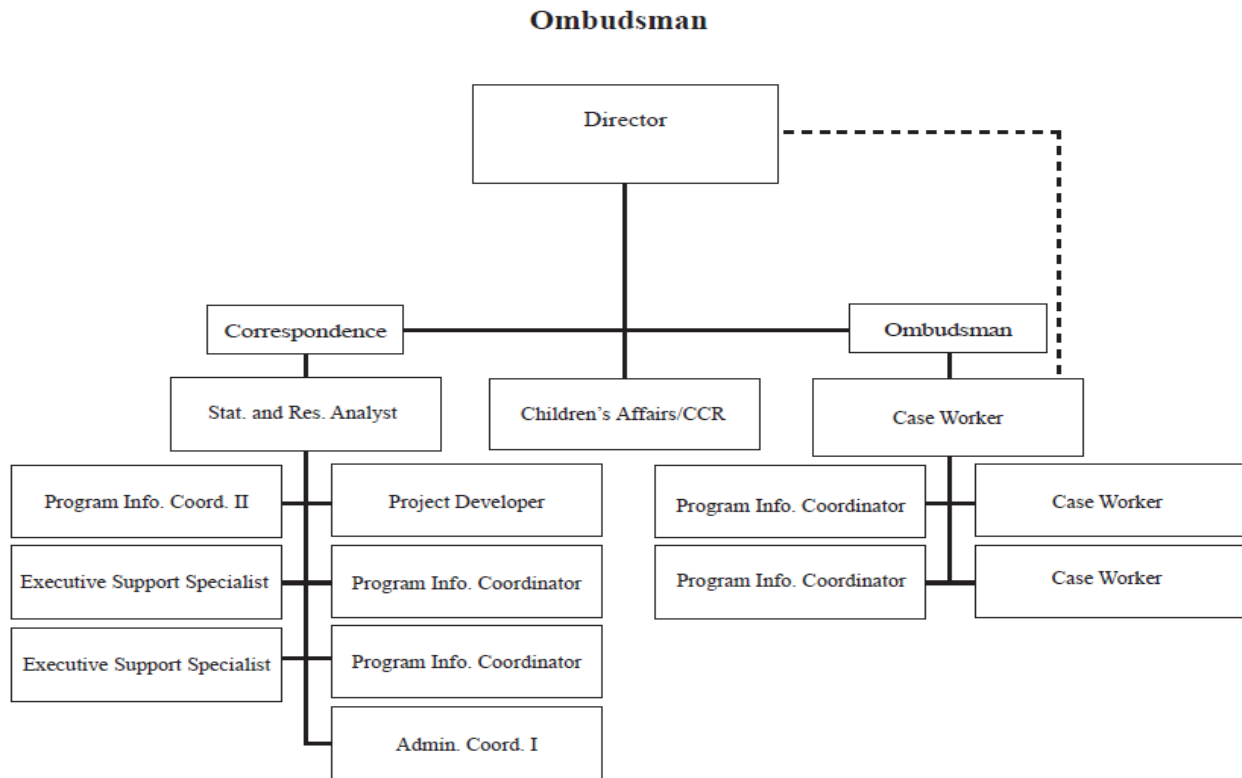 Ombudsman
Director
Correspondence
Ombudsman
Stat. and Res. Analyst
Children's Affairs/CCR
Case Worker
Program Info. Coord. II
Project Developer
Program Info. Coordinator
Case Worker
Executive Support Specialist
Program Info. Coordinator
Program Info. Coordinator
Case Worker
Executive Support Specialist
Program Info. Coordinator
Admin. Coord. I